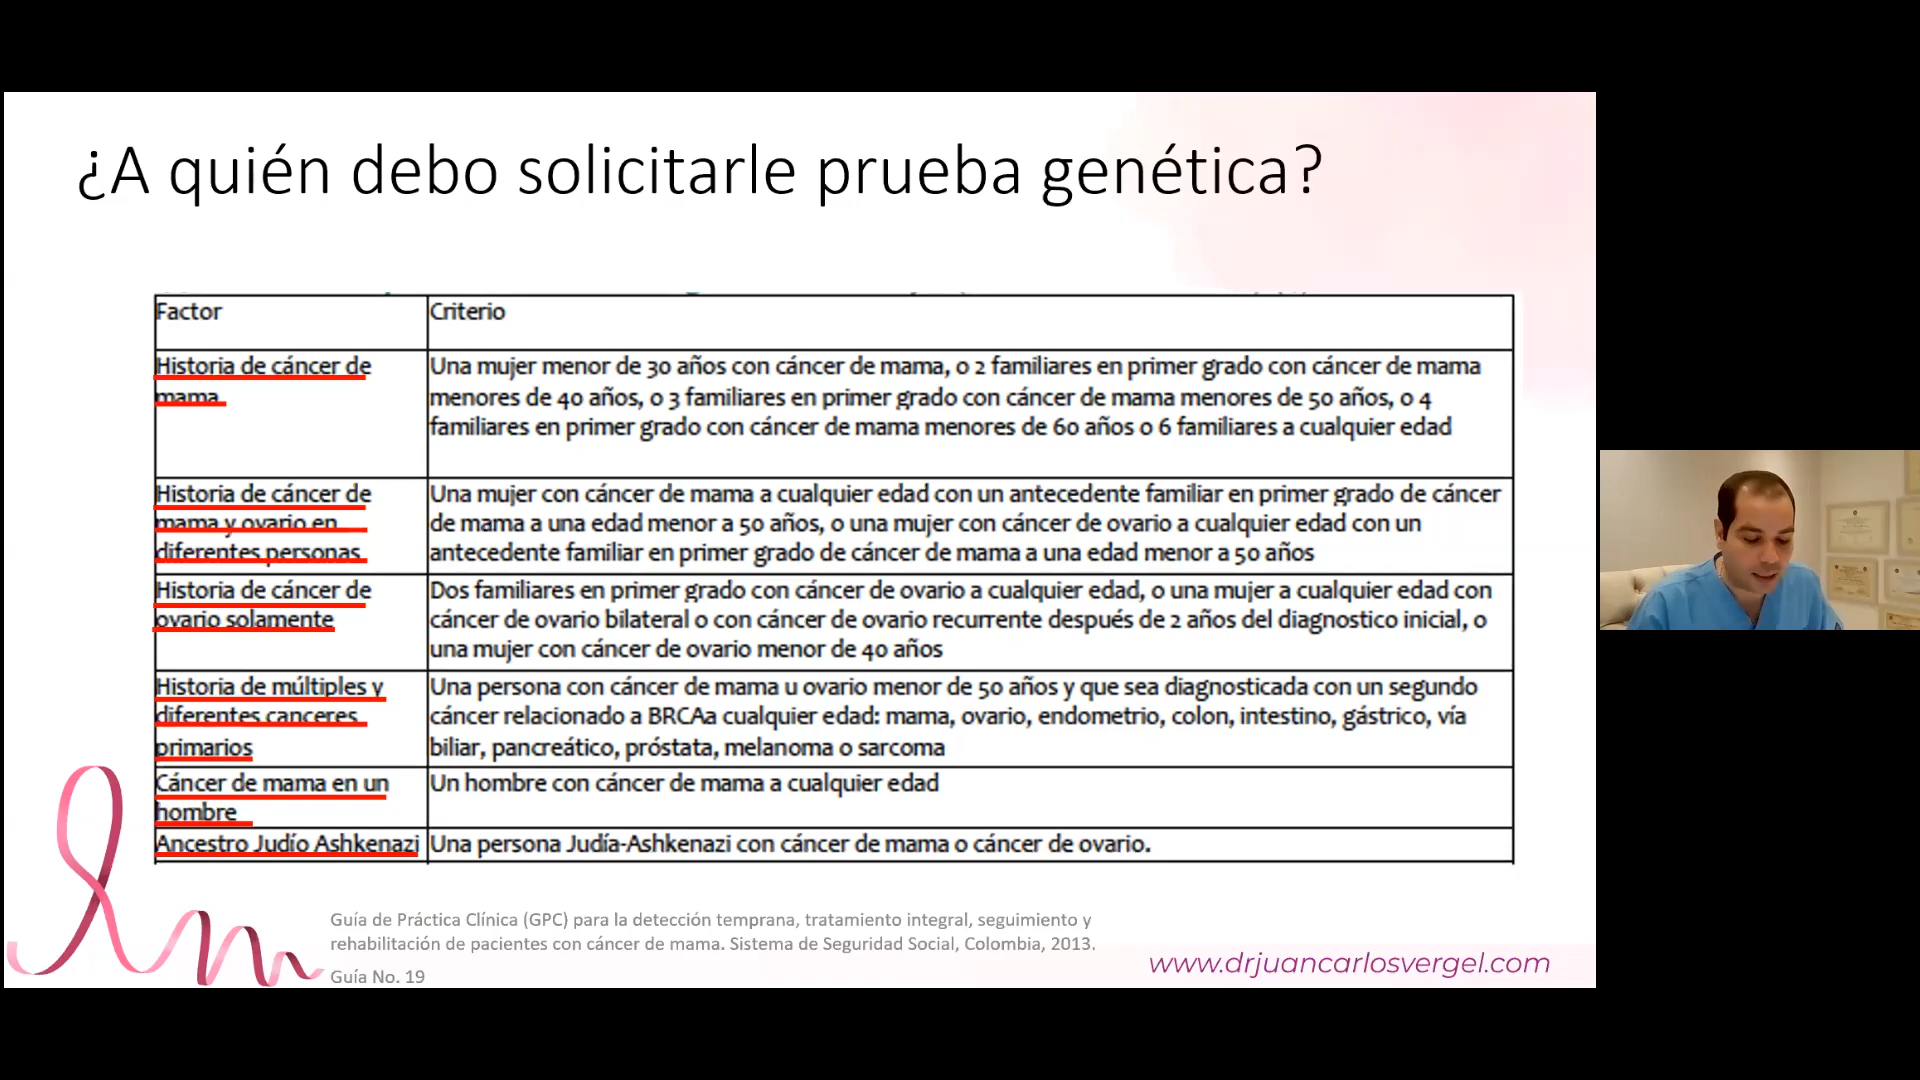 ¿A quién debo solicitarle prueba genética?
Factor
Criterio
Historia de cáncer de
mama
Una mujer menor de 30 años con cáncer de mama, o 2 familiares en primer grado con cáncer de mama
menores de 40 años, o 3 familiares en primer grado con cáncer de mama menores de 50 años, o 4
familiares en primer grado con cáncer de mama menores de 60 años o 6 familiares a cualquier edad
Historia de cáncer de
mama y ovario en
diferentes personas
Una mujer con cáncer de mama a cualquier edad con un antecedente familiar en primer grado de cáncer
de mama a una edad menor a 50 años, o una mujer con cáncer de ovario a cualquier edad con un
antecedente familiar en primer grado de cáncer de mama a una edad menor a 50 años
Historia de cáncer de
ovario solamente
Dos familiares en primer grado con cáncer de ovario a cualquier edad, o una mujer a cualquier edad con
cáncer de ovario bilateral o con cáncer de ovario recurrente después de 2 años del diagnostico inicial, o
una mujer con cáncer de ovario menor de 40 años
Historia de múltiples y
diferentes canceres
primarios
Una persona con cáncer de mama u ovario menor de 50 años y que sea diagnosticada con un segundo
cáncer relacionado a BRCAa cualquier edad: mama, ovario, endometrio, colon, intestino, gástrico, vía
biliar, pancreático, próstata, melanoma o sarcoma
Cáncer de mama en un
hombre
Un hombre con cáncer de mama a cualquier edad
Ancestro Judío Ashkenazi
Una persona Judía-Ashkenazi con cáncer de mama o cáncer de ovario.
Guía de Práctica Clínica (GPC) para la detección temprana, tratamiento integral, seguimiento y
rehabilitación de pacientes con cáncer de mama. Sistema de Seguridad Social, Colombia, 2013.
Guía No. 19
www.drjuancarlosvergel.com